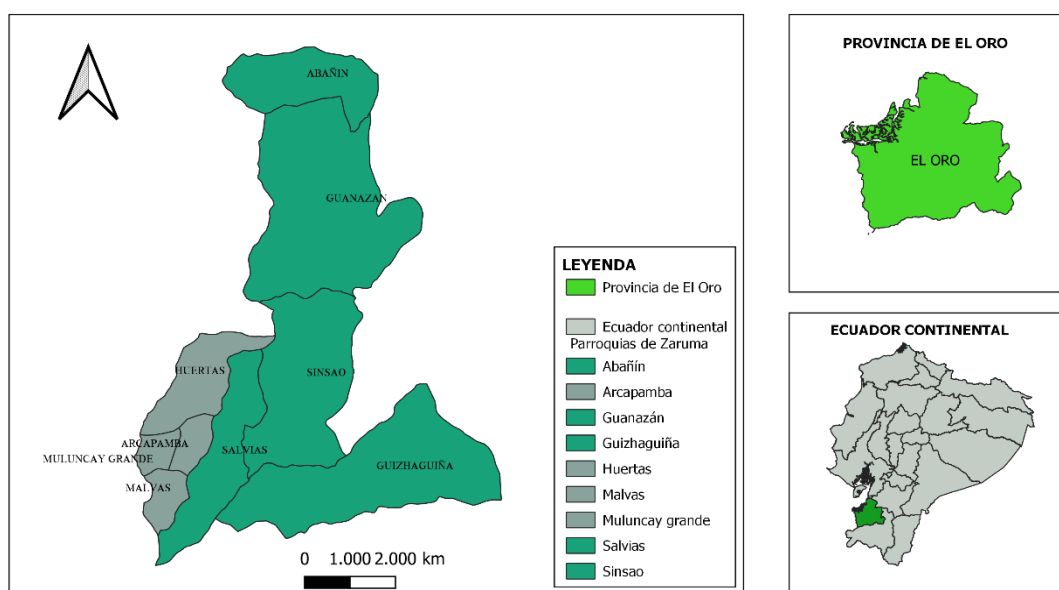 ABAÑIN
GUANAZAN
HUERTAS
SINSAO
ARCAPAMBA
MULUNCAY GRANDE
SALVIAS
MALVAS
GUIZHAGUIÑA
0 1.000 2.000 km
LEYENDA
Provincia de El Oro
Ecuador continental
Parroquias de Zaruma
Abañín
Arcapamba
Guanazán
Guizhaguiña
Huertas
Malvas
Muluncay grande
Salvias
Sinsao
PROVINCIA DE EL ORO
EL ORO
ECUADOR CONTINENTAL